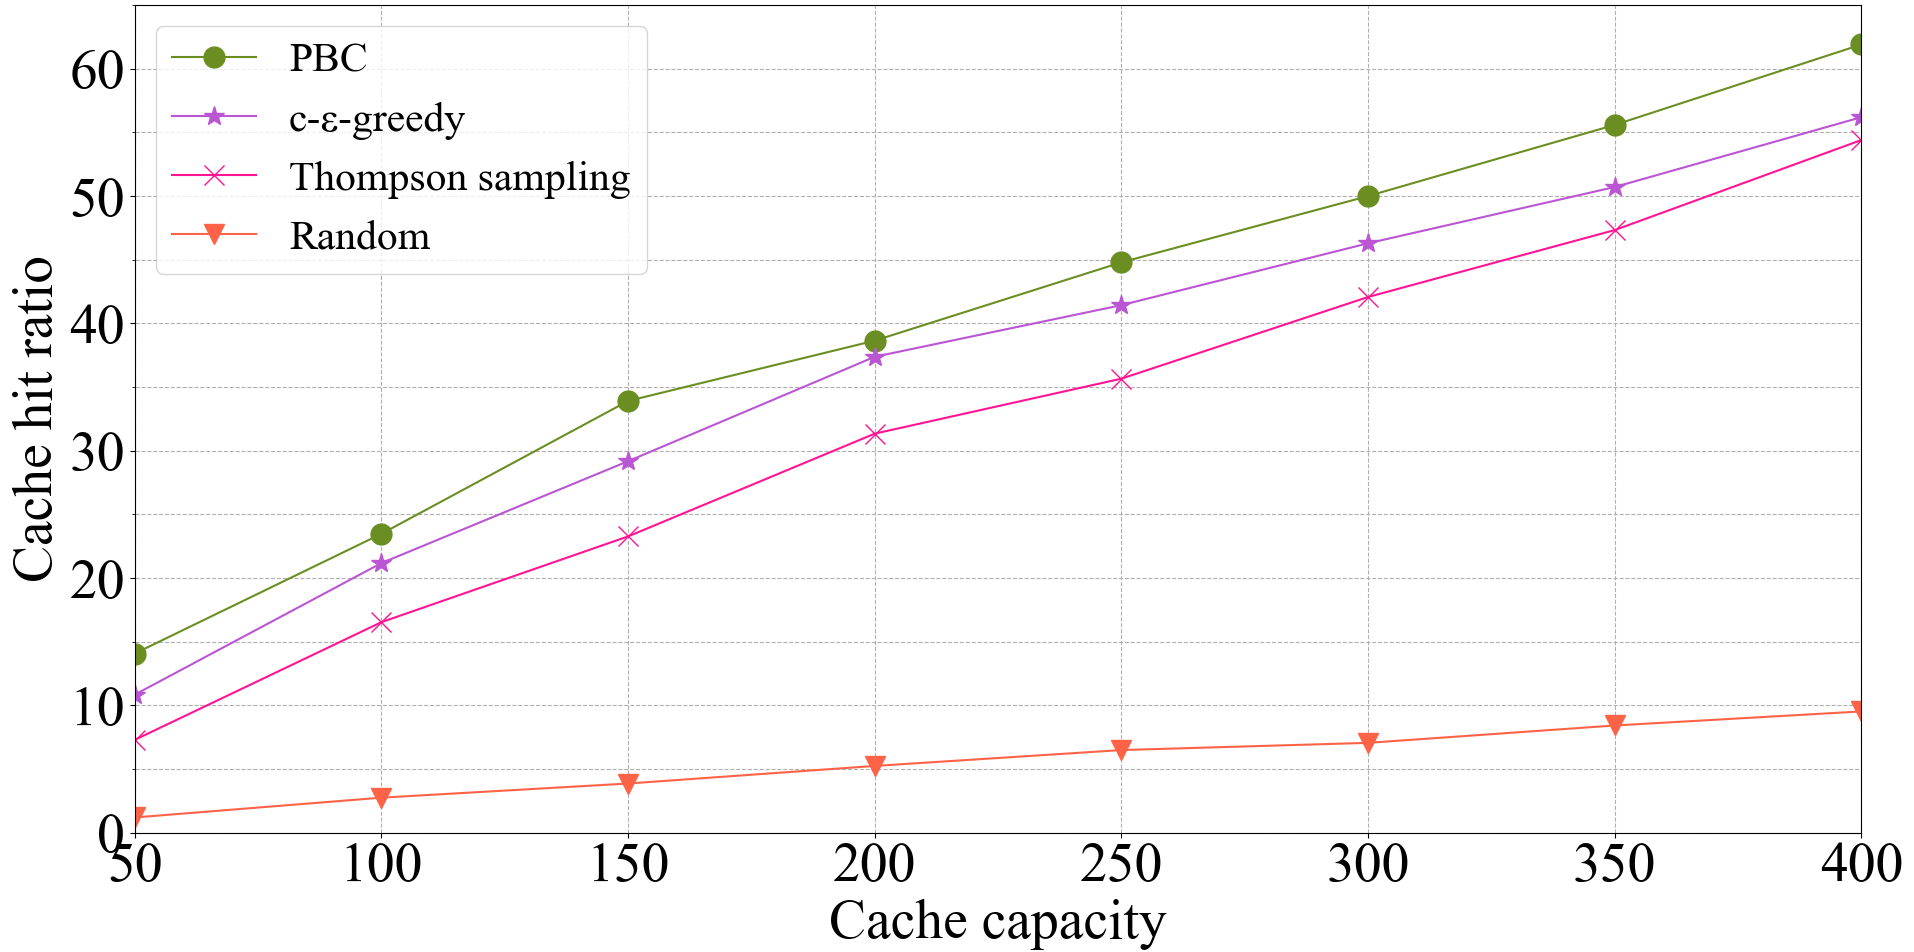 PBC
c-ε-greedy
Thompson sampling
Random
Cache hit ratio
60
50
40
30
20
10
0
50 100 150 200 250 300 350 400
Cache capacity